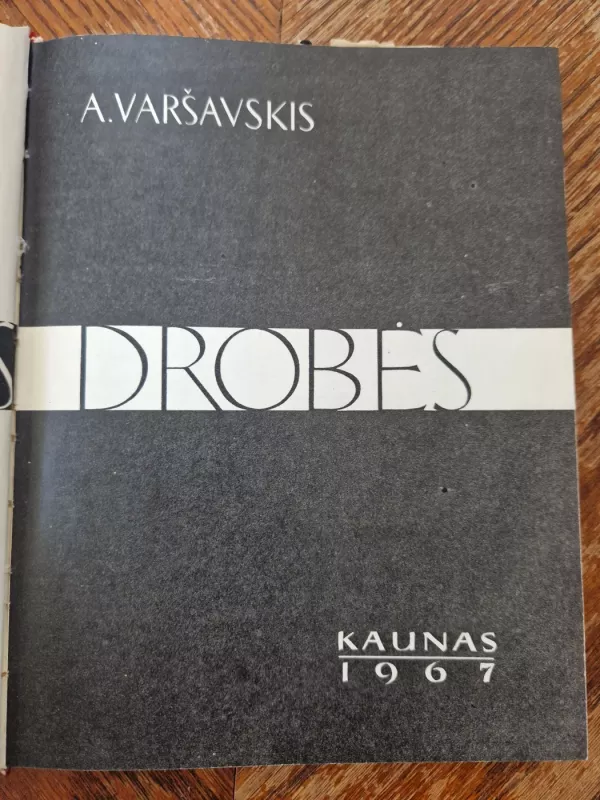 A. VARŠAVSKIS
S DROBĖS
KAUNAS
1967